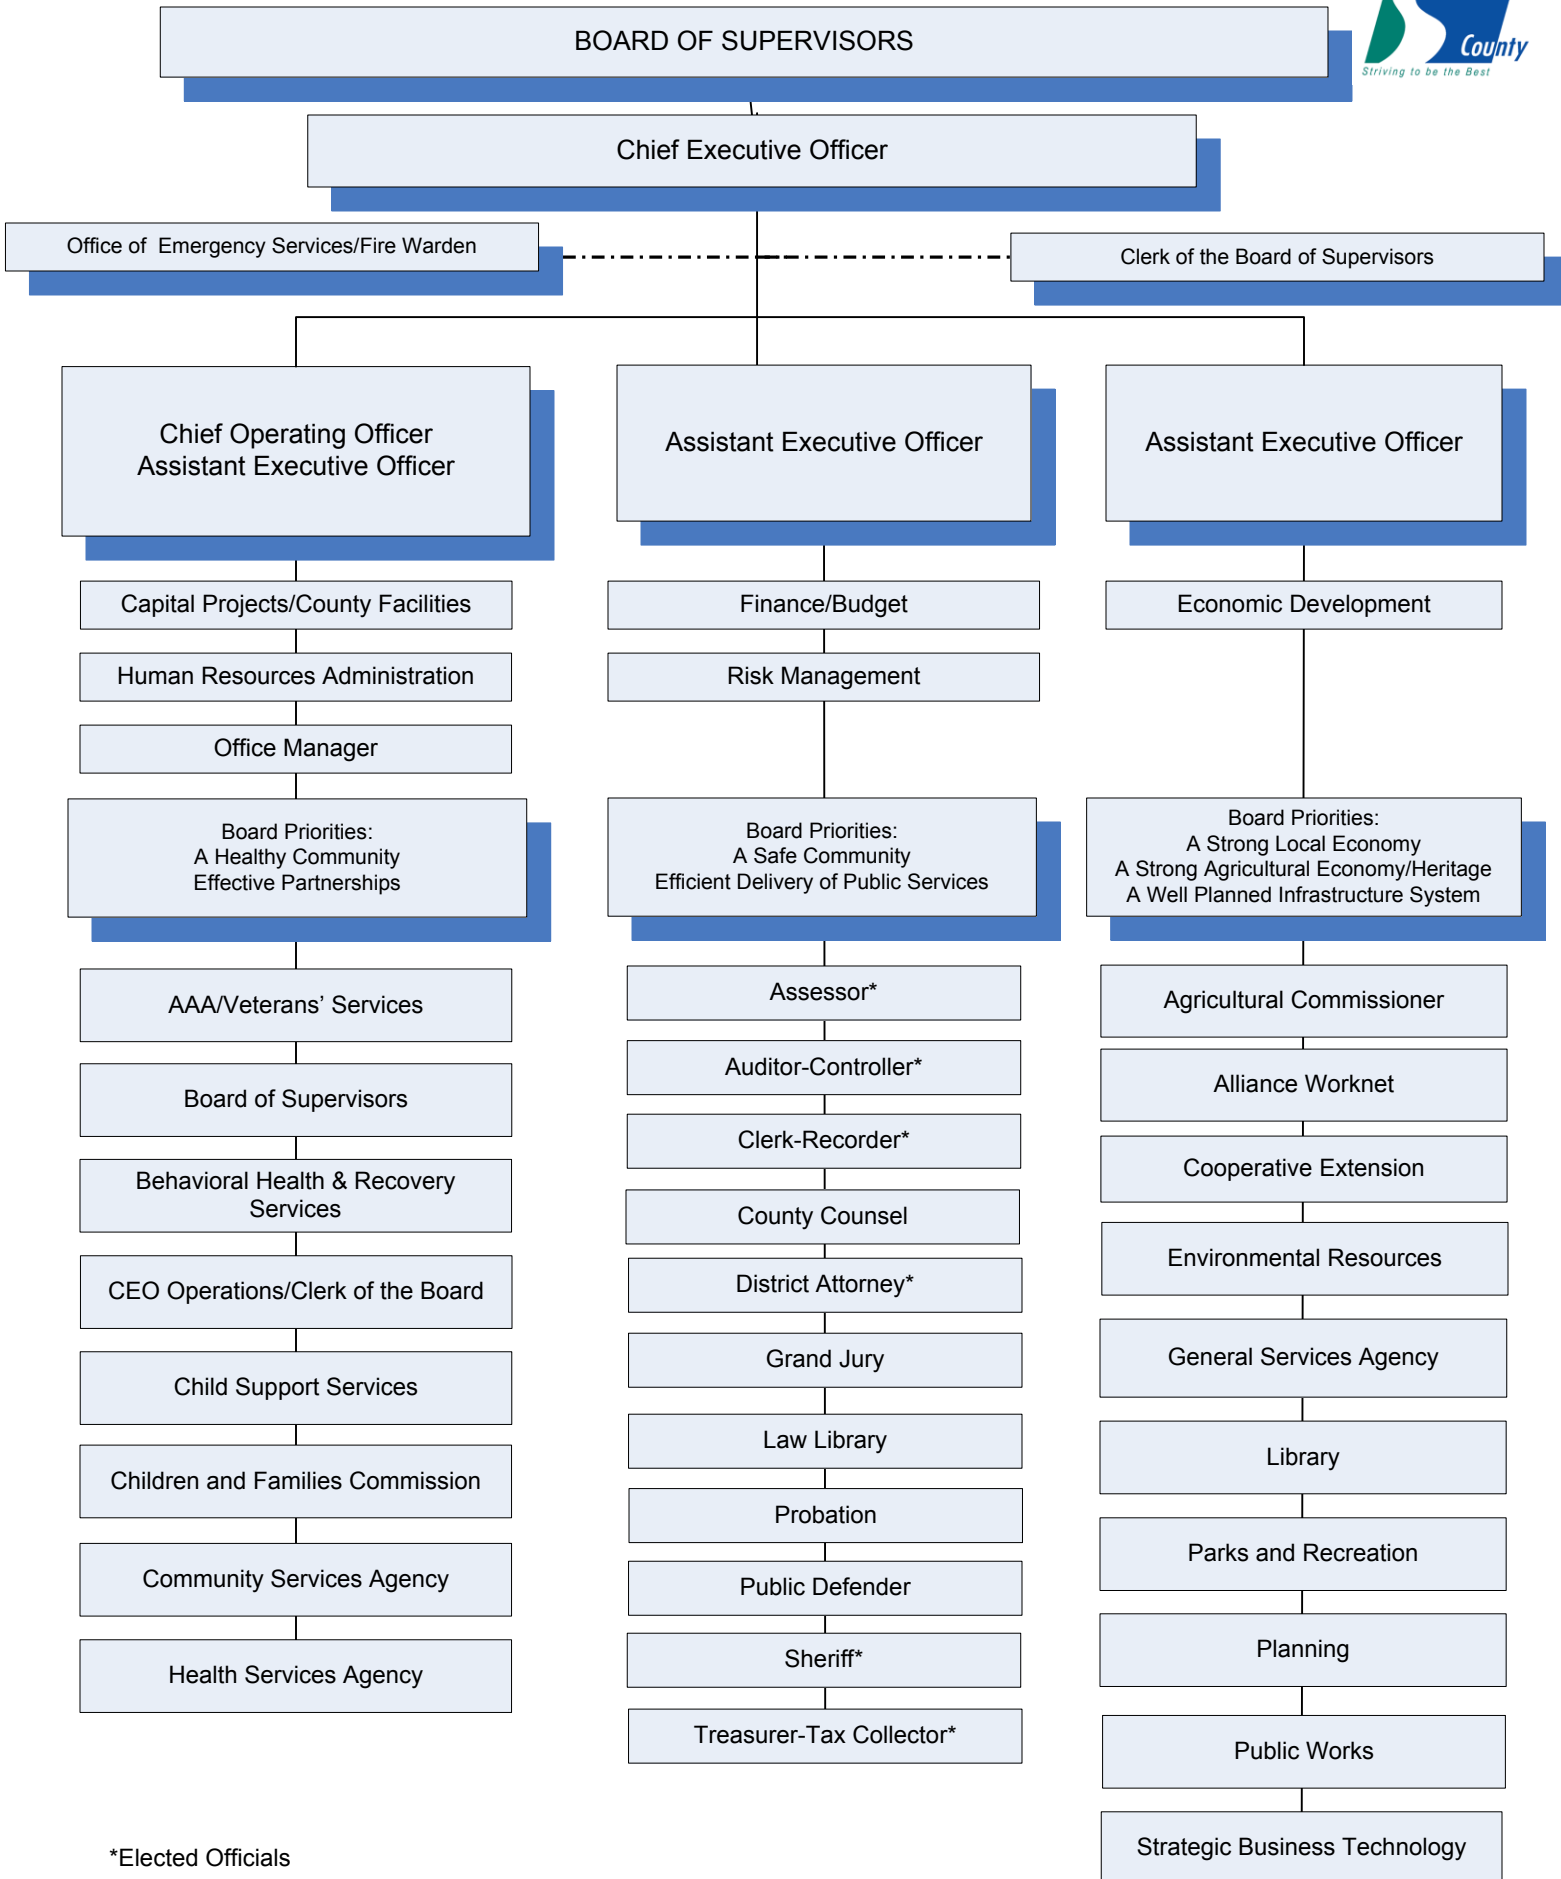 BOARD OF SUPERVISORS
County
Striving to be the Best
Chief Executive Officer
Office of Emergency Services/Fire Warden
Clerk of the Board of Supervisors
Chief Operating Officer
Assistant Executive Officer
Assistant Executive Officer
Assistant Executive Officer
Capital Projects/County Facilities
Human Resources Administration
Office Manager
Board Priorities:
A Healthy Community
Effective Partnerships
AAA/Veterans’ Services
Board of Supervisors
Behavioral Health & Recovery
Services
CEO Operations/Clerk of the Board
Child Support Services
Children and Families Commission
Community Services Agency
Health Services Agency
Finance/Budget
Risk Management
Board Priorities:
A Safe Community
Efficient Delivery of Public Services
Assessor*
Auditor-Controller*
Clerk-Recorder*
County Counsel
District Attorney*
Grand Jury
Law Library
Probation
Public Defender
Sheriff*
Treasurer-Tax Collector*
Economic Development
Board Priorities:
A Strong Local Economy
A Strong Agricultural Economy/Heritage
A Well Planned Infrastructure System
Agricultural Commissioner
Alliance Worknet
Cooperative Extension
Environmental Resources
General Services Agency
Library
Parks and Recreation
Planning
Public Works
Strategic Business Technology
*Elected Officials